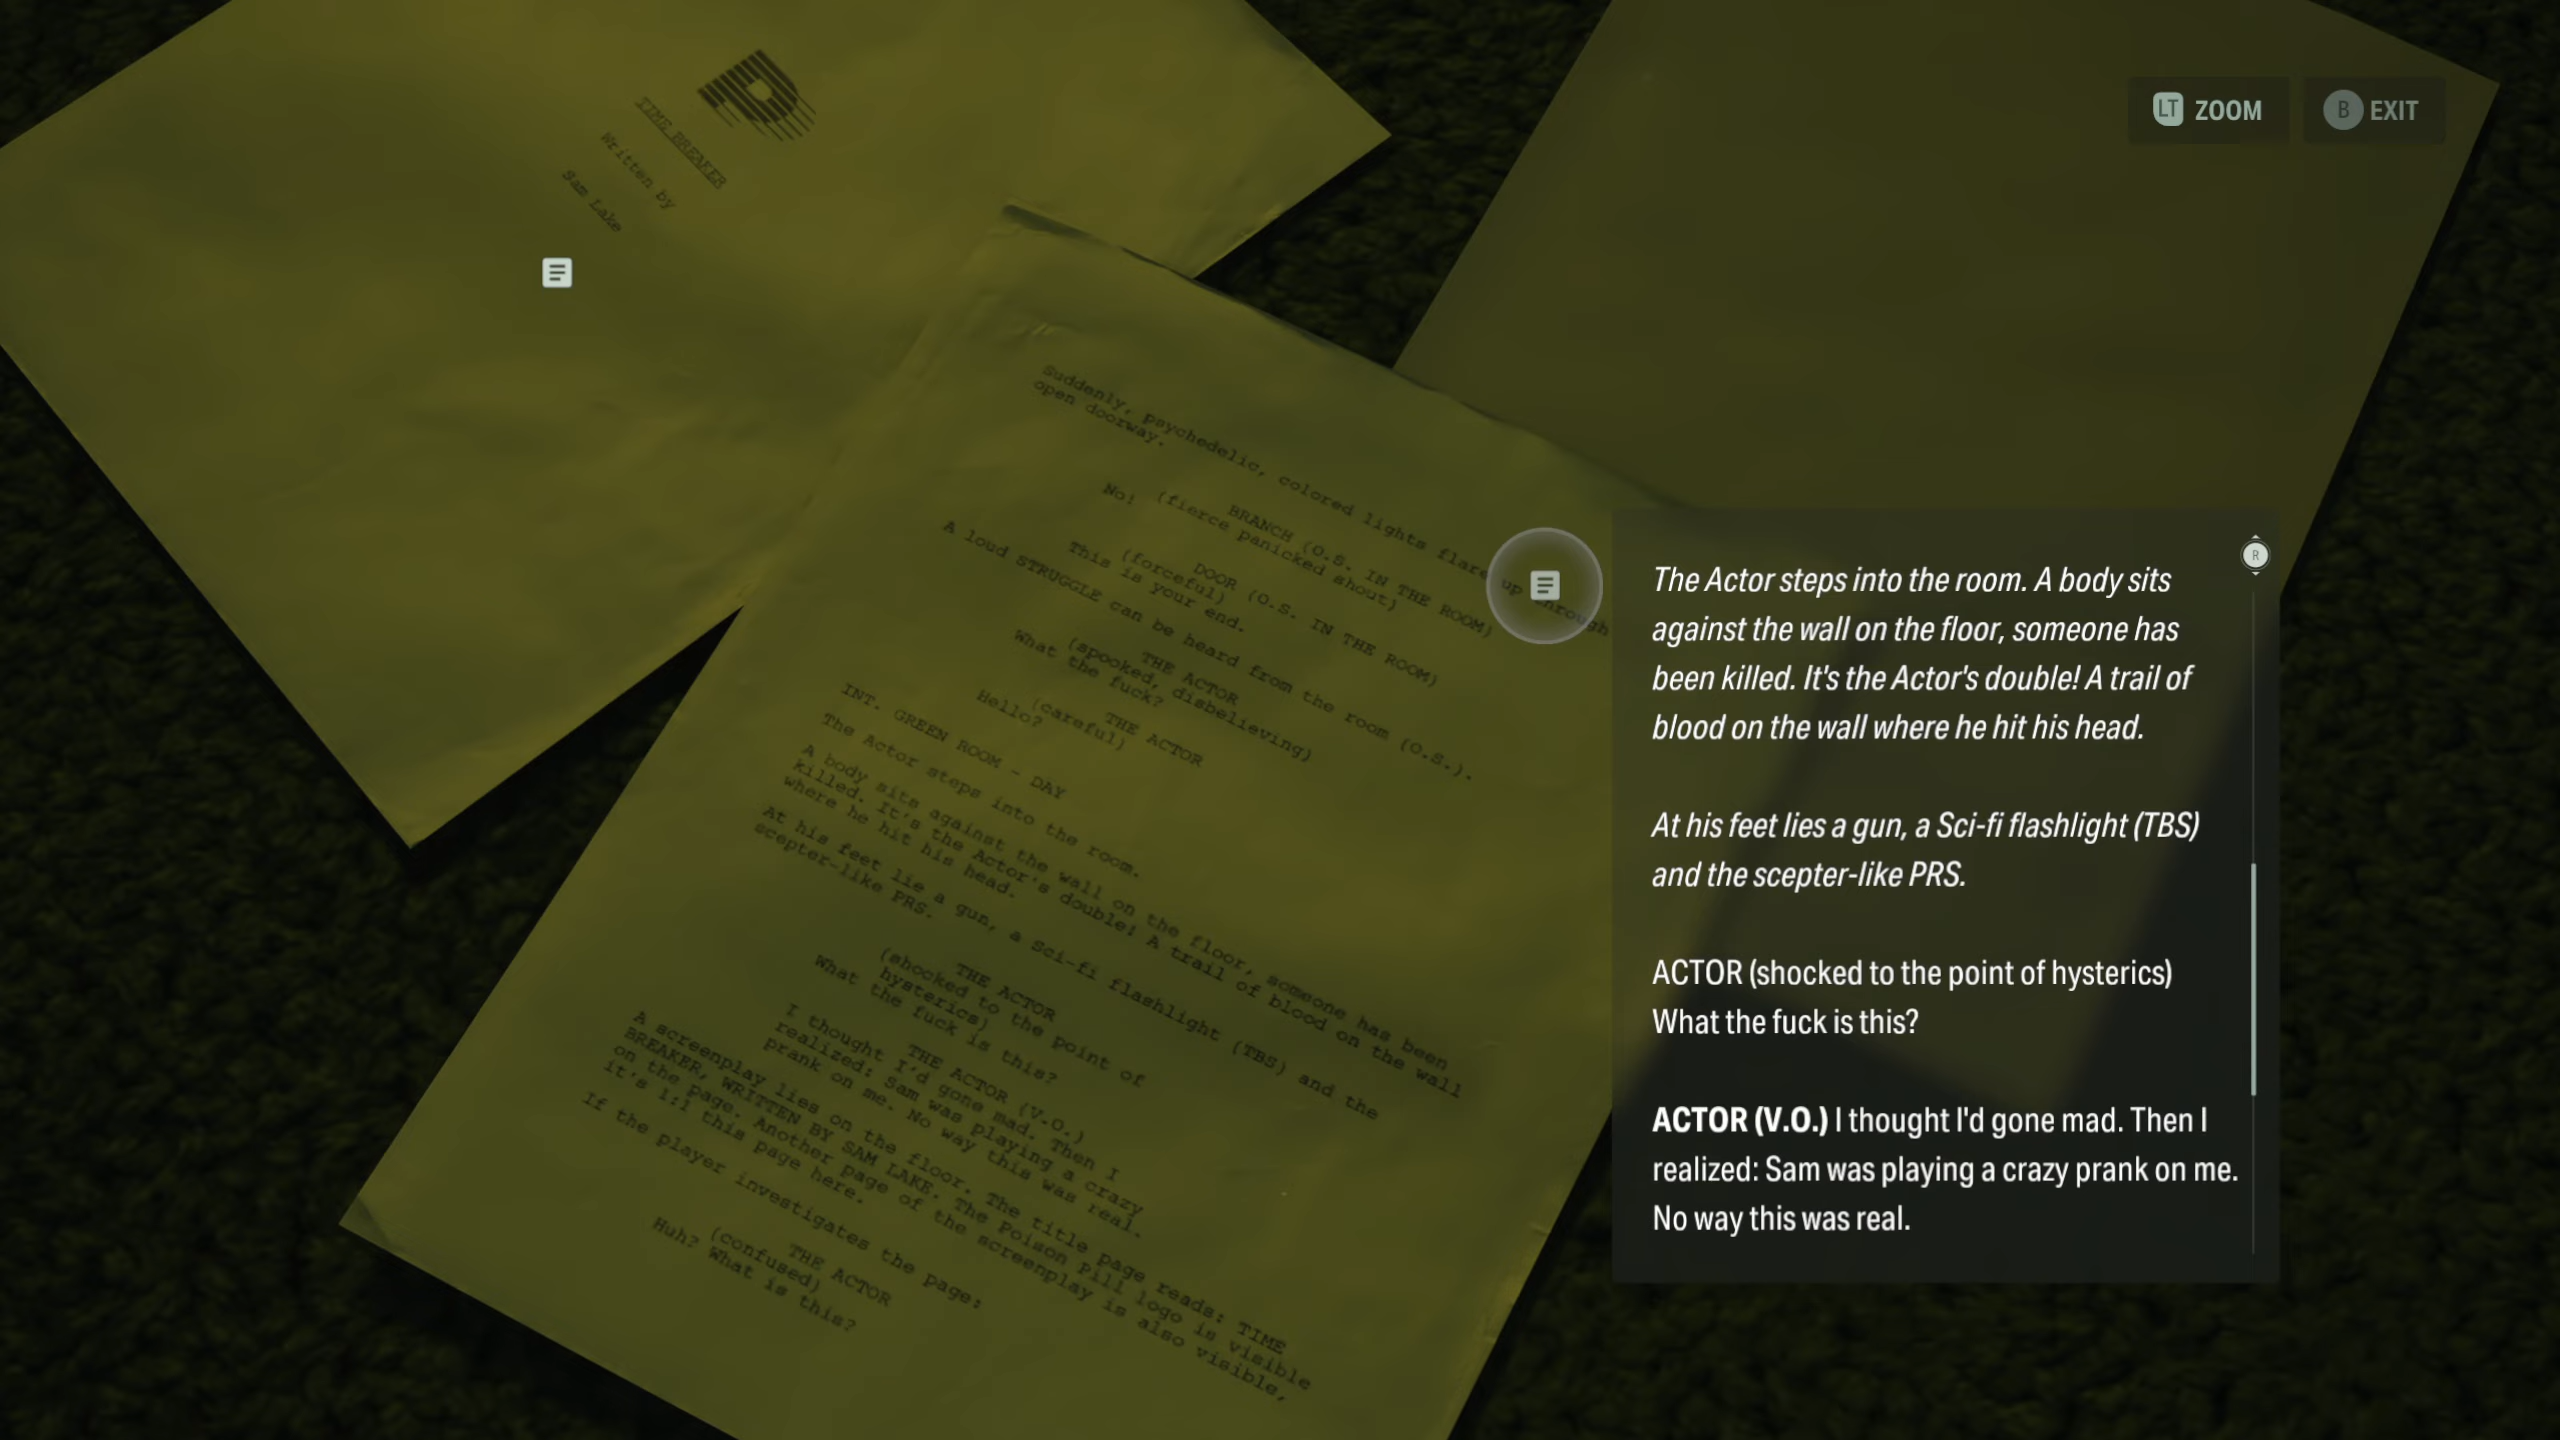 TIME BREAKER
Written by
Sam Lake
LT ZOOM
B EXIT
Suddenly, psychedelic, colored lights flare up through
open doorway.
BRANCH (O.S. IN THE ROOM)
(fierce panicked shout)
No!
DOOR (O.S. IN THE ROOM)
(forceful)
This is your end.
A loud STRUGGLE can be heard from the room (O.S.).
THE ACTOR
(spooked, disbelieving)
What the fuck?
THE ACTOR
(careful)
Hello?
INT. GREEN ROOM - DAY
The Actor steps into the room.
A body sits against the wall on the floor, someone has been
killed. It's the Actor's double! A trail of blood on the wall
where he hit his head.
At his feet lie a gun, a Sci-fi flashlight (TBS) and the
scepter-like PRS.
THE ACTOR
(shocked to the point of
hysterics)
What the fuck is this?
THE ACTOR (V.O.)
I thought I'd gone mad. Then I
realized: Sam was playing a crazy
prank on me. No way this was real.
A screenplay lies on the floor. The title page reads: TIME
BREAKER, WRITTEN BY SAM LAKE. The Poison Pill logo is visible
on the page. Another page of the screenplay is also visible,
it's 1:1 this page here.
If the player investigates the page:
THE ACTOR
(confused)
Huh? What is this?
R
The Actor steps into the room. A body sits
against the wall on the floor, someone has
been killed. It's the Actor's double! A trail of
blood on the wall where he hit his head.
At his feet lies a gun, a Sci-fi flashlight (TBS)
and the scepter-like PRS.
ACTOR (shocked to the point of hysterics)
What the fuck is this?
ACTOR (V.O.) I thought I'd gone mad. Then I
realized: Sam was playing a crazy prank on me.
No way this was real.